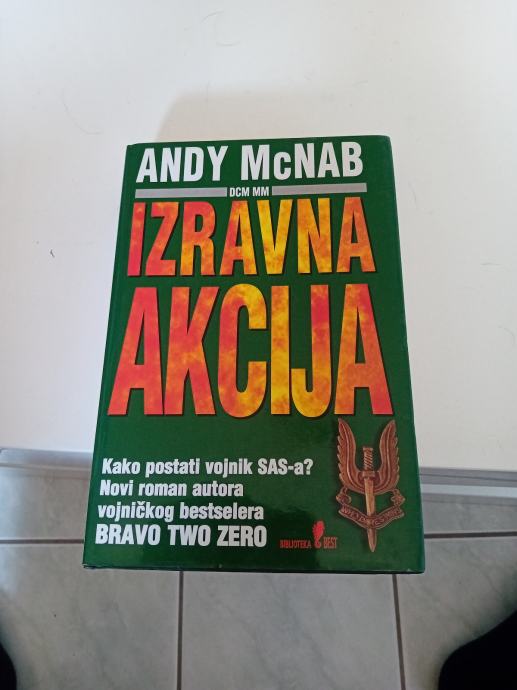 ANDY McNAB
DCM MM
IZRAVNA
AKCIJA
Kako postati vojnik SAS-a?
Novi roman autora
vojničkog bestselera
BRAVO TWO ZERO
BIBLIOTEKA BEST